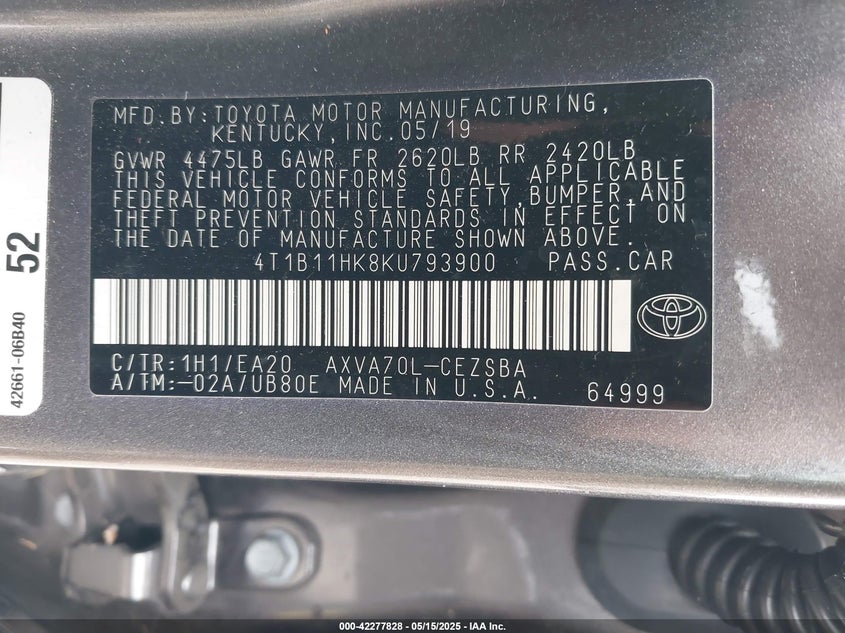 MFD.BY:TOYOTA MOTOR MANUFACTURING,
KENTUCKY,INC.05/19
GVWR 4475LB GAWR FR 2620LB RR 2420LB
THIS VEHICLE CONFORMS TO ALL APPLICABLE
FEDERAL MOTOR VEHICLE SAFETY,BUMPER,AND
THEFT PREVENTION STANDARDS IN EFFECT ON
THE DATE OF MANUFACTURE SHOWN ABOVE.
4T1B11HK8KU793900 PASS.CAR
C/TR:1H1/EA20 AXVA70L-CEZSBA
A/TM:-02A/UB80E MADE IN U.S.A. 64999
52
42661-06B40
000-42277828 - 05/15/2025 - IAA Inc.